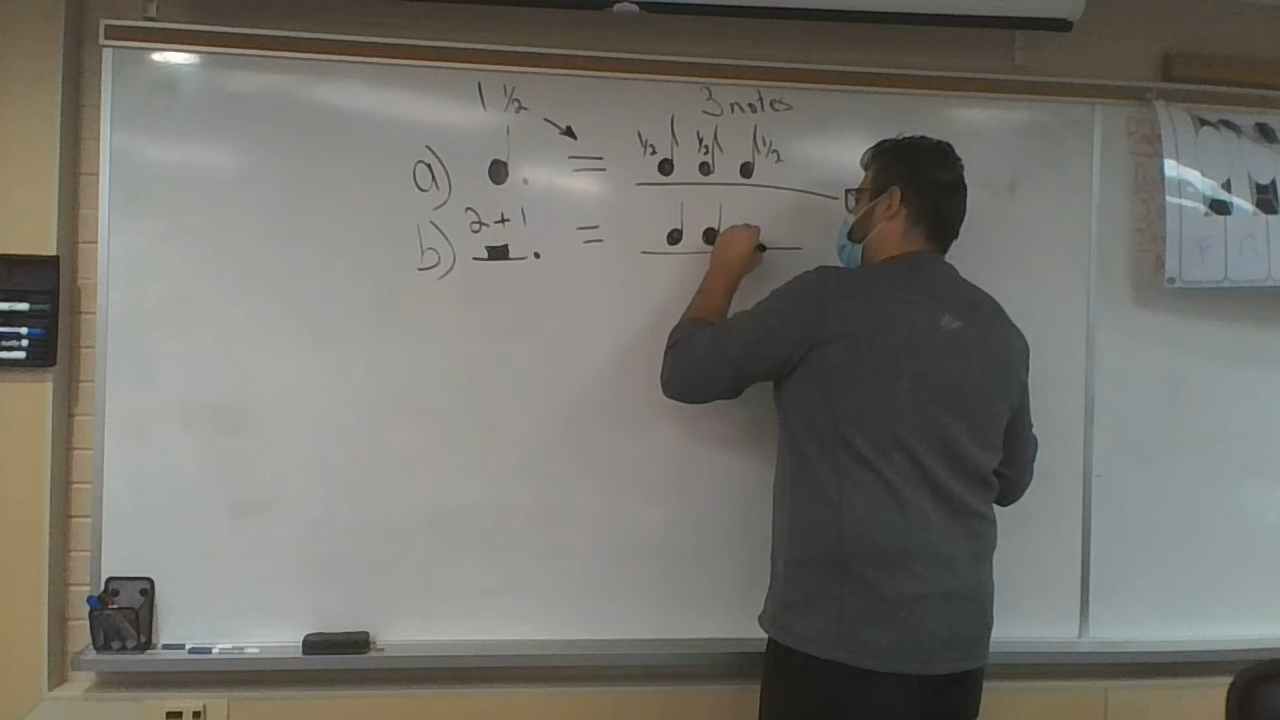 1 ½ 3 notes
a) ♩. = ½ ♪ ½ ♪ ♪ ½
2 + 1
b) 𝄼. = ♩ ♩
F G